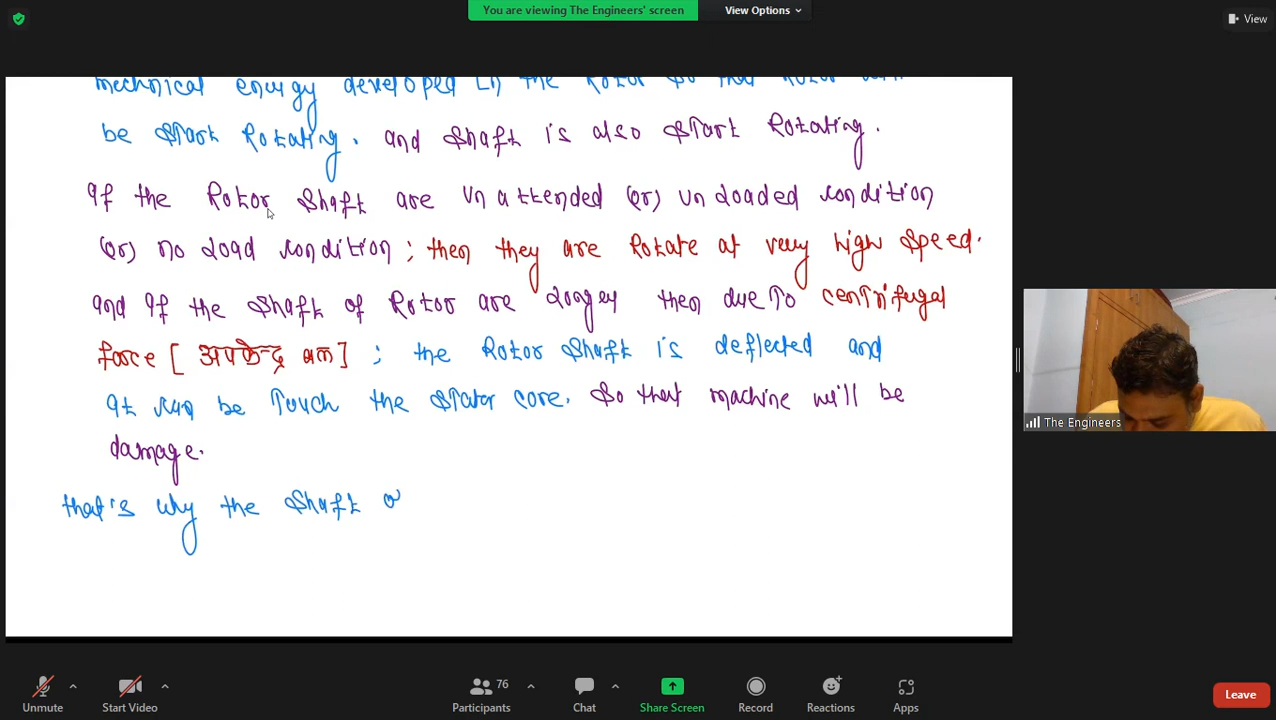 You are viewing The Engineers' screen
View Options
View
mechnical energy developed in the Rotor so that Rotor will
be start Rotating. and shaft is also start Rotating.
If the Rotor shaft are unattended (or) unloaded condition
(or) no load condition ; then they are Rotate at very high speed.
and If the shaft of Rotor are longer then due to centrifugal
force [अपकेन्द्र बल] ; the Rotor shaft is deflected and
It can be Touch the stator core. so that machine will be
damage.
that's why the shaft o
The Engineers
Unmute
Start Video
76
Participants
Chat
Share Screen
Record
Reactions
Apps
Leave